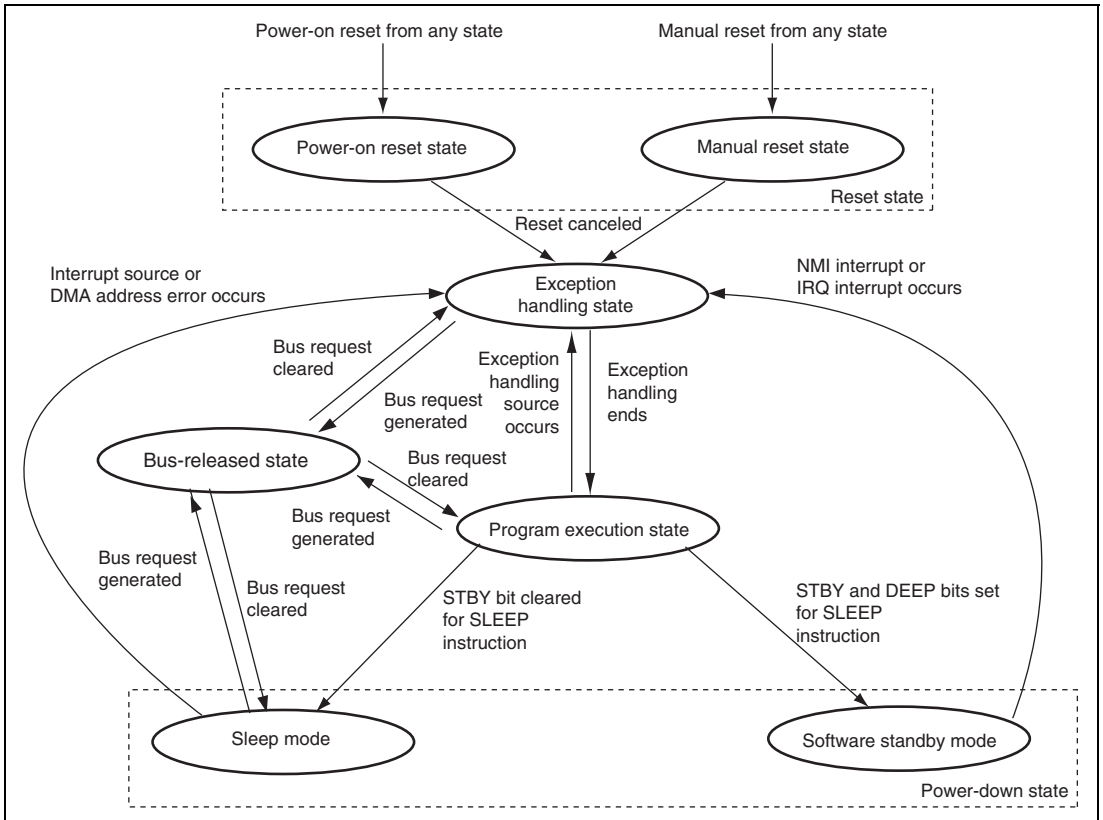 Power-on reset from any state
Manual reset from any state
Power-on reset state
Manual reset state
Reset state
Reset canceled
Interrupt source or
DMA address error occurs
Exception
handling state
NMI interrupt or
IRQ interrupt occurs
Bus request
cleared
Bus request
generated
Exception
handling
source
occurs
Exception
handling
ends
Bus-released state
Bus request
cleared
Bus request
generated
Program execution state
Bus request
generated
Bus request
cleared
STBY bit cleared
for SLEEP
instruction
STBY and DEEP bits set
for SLEEP
instruction
Sleep mode
Software standby mode
Power-down state